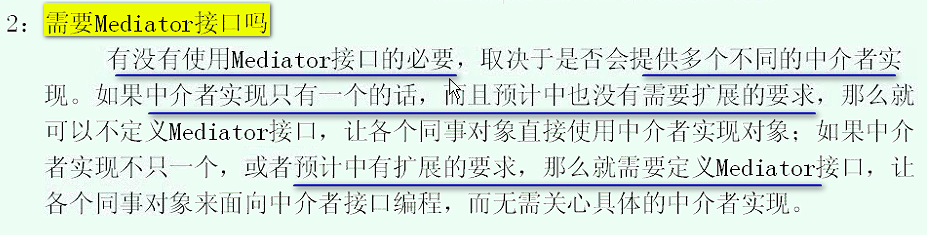 2：需要Mediator接口吗
有没有使用Mediator接口的必要，取决于是否会提供多个不同的中介者实
现。如果中介者实现只有一个的话，而且预计中也没有需要扩展的要求，那么就
可以不定义Mediator接口，让各个同事对象直接使用中介者实现对象；如果中介
者实现不只一个，或者预计中有扩展的要求，那么就需要定义Mediator接口，让
各个同事对象来面向中介者接口编程，而无需关心具体的中介者实现。